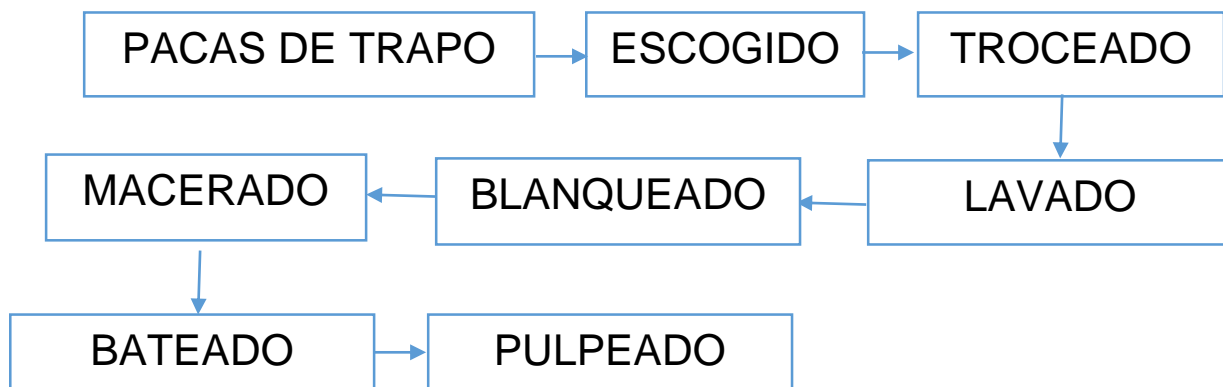 PACAS DE TRAPO
ESCOGIDO
TROCEADO
LAVADO
BLANQUEADO
MACERADO
BATEADO
PULPEADO